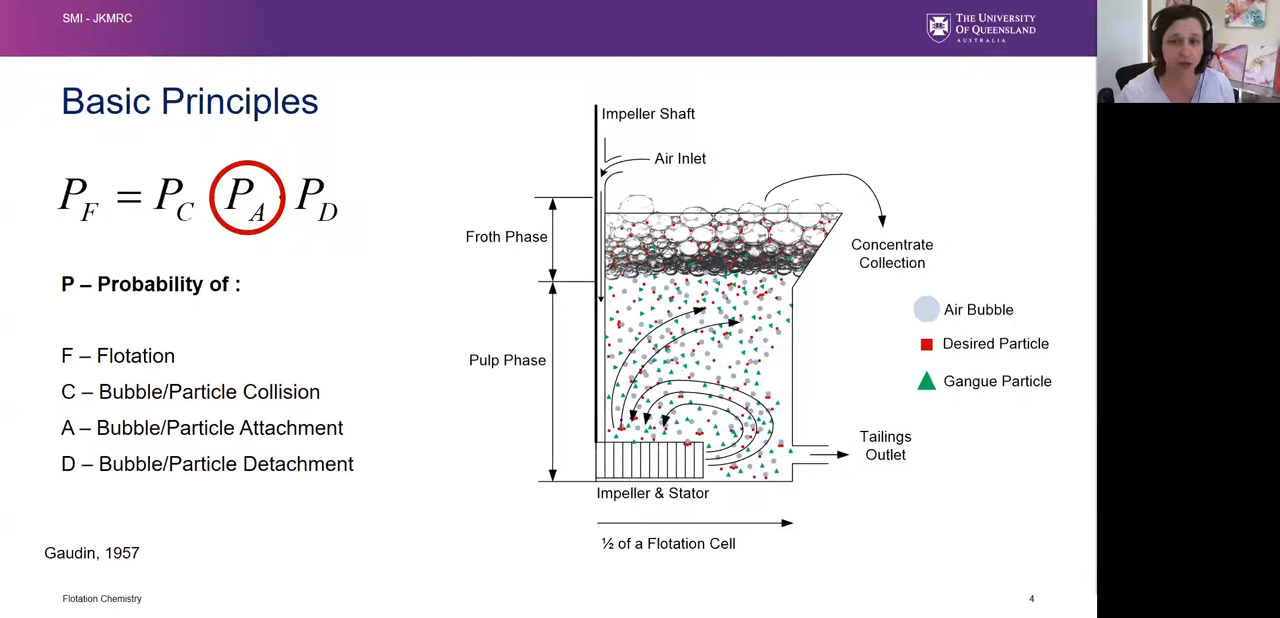 SMI - JKMRC
THE UNIVERSITY
OF QUEENSLAND
AUSTRALIA
Basic Principles
P_F = P_C P_A P_D
P – Probability of :
F – Flotation
C – Bubble/Particle Collision
A – Bubble/Particle Attachment
D – Bubble/Particle Detachment
Gaudin, 1957
Impeller Shaft
Air Inlet
Froth Phase
Concentrate
Collection
Air Bubble
Desired Particle
Pulp Phase
Gangue Particle
Tailings
Outlet
Impeller & Stator
½ of a Flotation Cell
Flotation Chemistry
4